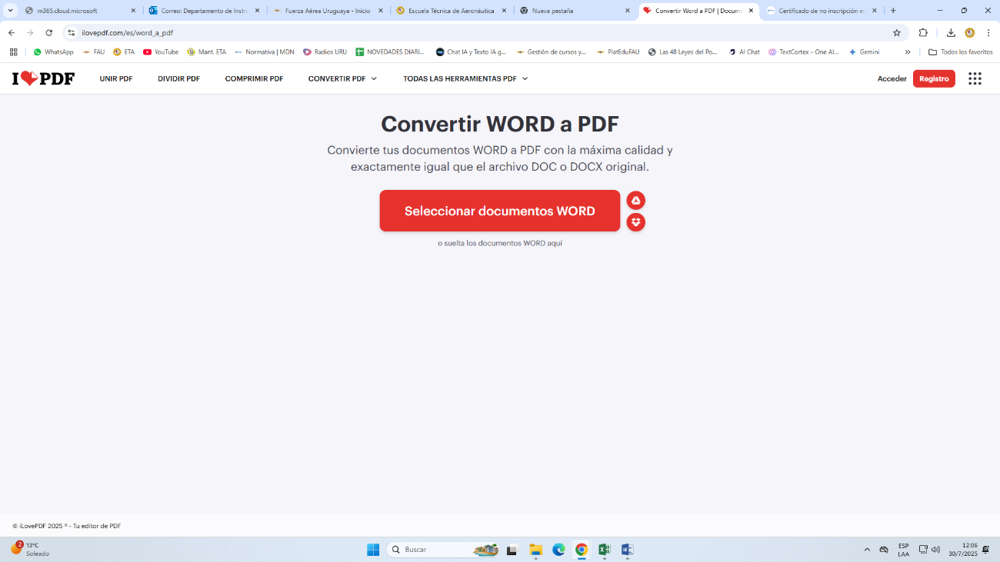 m365.cloud.microsoft
Correo: Departamento de Instru
Fuerza Aérea Uruguaya - Inicio
Escuela Técnica de Aeronáutica
Nueva pestaña
Convertir Word a PDF | Docume
Certificado de no inscripción en
ilovepdf.com/es/word_a_pdf
WhatsApp
FAU
ETA
YouTube
Mant. ETA
Normativa | MDN
Radios URU
NOVEDADES DIARI...
Chat IA y Texto IA g...
Gestión de cursos y...
PlatEduFAU
Las 48 Leyes del Po...
AI Chat
TextCortex – One AI...
Gemini
»
Todos los favoritos
I PDF
UNIR PDF
DIVIDIR PDF
COMPRIMIR PDF
CONVERTIR PDF
TODAS LAS HERRAMIENTAS PDF
Acceder
Registro
Convertir WORD a PDF
Convierte tus documentos WORD a PDF con la máxima calidad y
exactamente igual que el archivo DOC o DOCX original.
Seleccionar documentos WORD
o suelta los documentos WORD aquí
© iLovePDF 2025 ® - Tu editor de PDF
2
13°C
Soleado
Buscar
ESP
LAA
12:06
30/7/2025